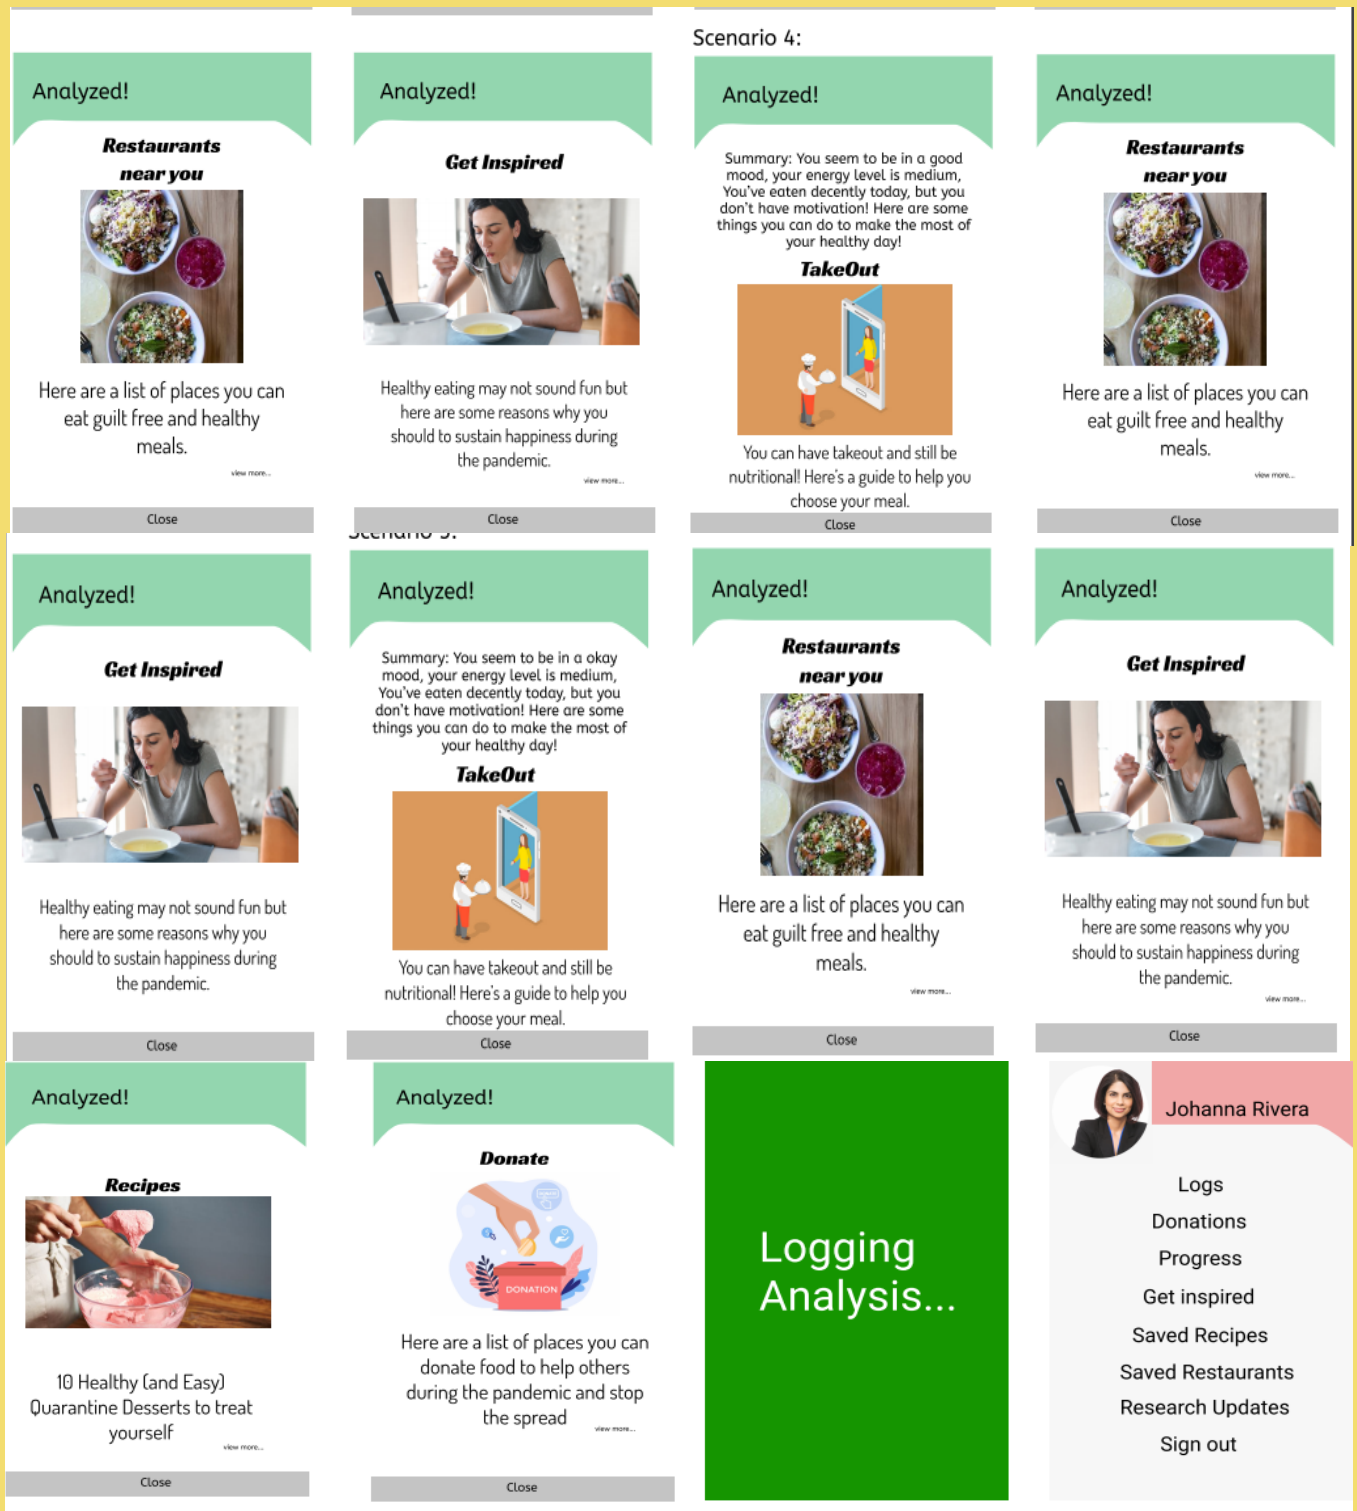 Analyzed!
Restaurants
near you
Here are a list of places you can
eat guilt free and healthy
meals.
view more...
Close
Analyzed!
Get Inspired
Healthy eating may not sound fun but
here are some reasons why you
should to sustain happiness during
the pandemic.
view more...
Close
Scenario 4:
Analyzed!
Summary: You seem to be in a good
mood, your energy level is medium,
You've eaten decently today, but you
don't have motivation! Here are some
things you can do to make the most of
your healthy day!
TakeOut
You can have takeout and still be
nutritional! Here's a guide to help you
choose your meal.
Close
Analyzed!
Restaurants
near you
Here are a list of places you can
eat guilt free and healthy
meals.
view more...
Close
Analyzed!
Get Inspired
Healthy eating may not sound fun but
here are some reasons why you
should to sustain happiness during
the pandemic.
Close
Scenario 5:
Analyzed!
Summary: You seem to be in a okay
mood, your energy level is medium,
You've eaten decently today, but you
don't have motivation! Here are some
things you can do to make the most of
your healthy day!
TakeOut
You can have takeout and still be
nutritional! Here's a guide to help you
choose your meal.
Close
Analyzed!
Restaurants
near you
Here are a list of places you can
eat guilt free and healthy
meals.
view more...
Close
Analyzed!
Get Inspired
Healthy eating may not sound fun but
here are some reasons why you
should to sustain happiness during
the pandemic.
view more...
Close
Analyzed!
Recipes
10 Healthy (and Easy)
Quarantine Desserts to treat
yourself
view more...
Close
Analyzed!
Donate
DONATION
Here are a list of places you can
donate food to help others
during the pandemic and stop
the spread
view more...
Close
Logging
Analysis...
Johanna Rivera
Logs
Donations
Progress
Get inspired
Saved Recipes
Saved Restaurants
Research Updates
Sign out